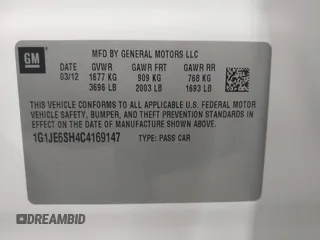 GM
MFD BY GENERAL MOTORS LLC
DATE GVWR GAWR FRT GAWR RR
03/12 1677 KG 909 KG 768 KG
3696 LB 2003 LB 1693 LB
THIS VEHICLE CONFORMS TO ALL APPLICABLE U.S. FEDERAL MOTOR
VEHICLE SAFETY, BUMPER, AND THEFT PREVENTION STANDARDS IN
EFFECT ON THE DATE OF MANUFACTURE SHOWN ABOVE.
1G1JE6SH4C4169147 TYPE: PASS CAR
DREAMBID